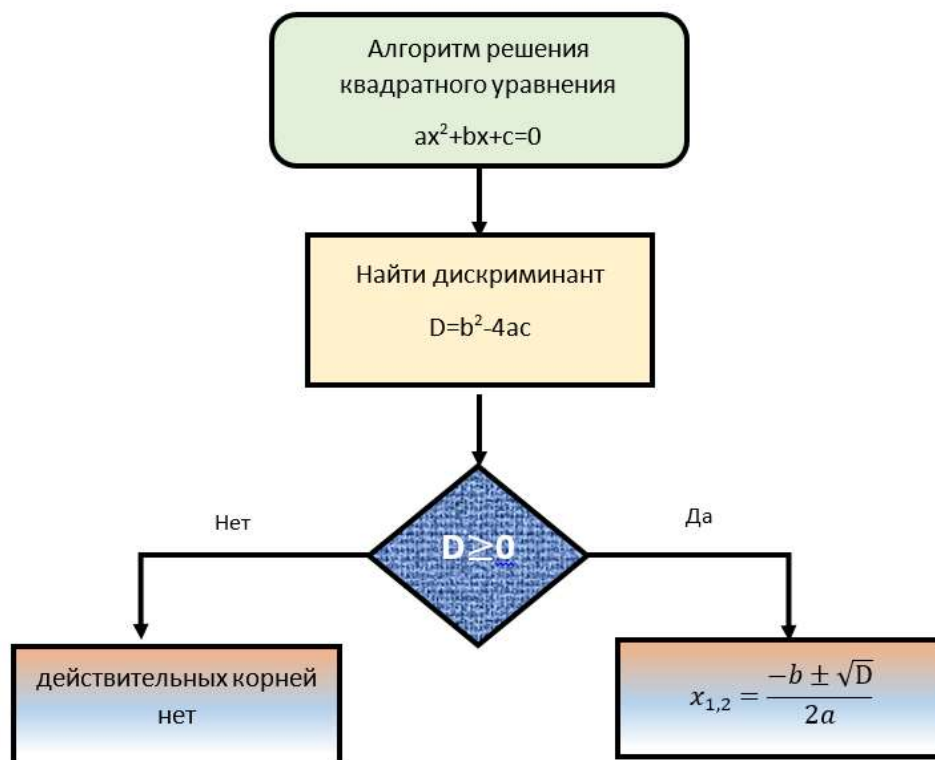 Алгоритм решения
квадратного уравнения
ax²+bx+c=0
Найти дискриминант
D=b²-4ac
Нет
Да
D≥0
действительных корней
нет
x₁,₂ = (-b ± √D) / 2a